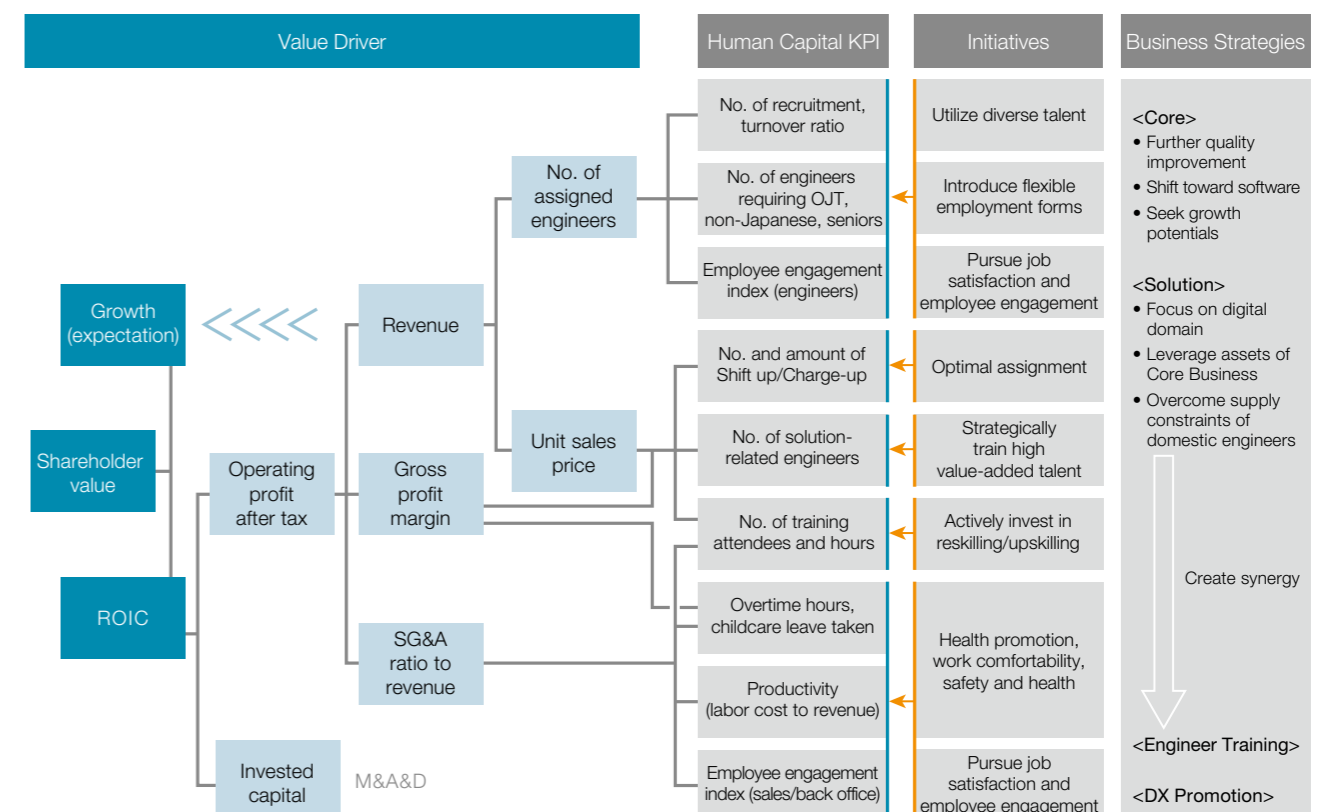 Value Driver
Human Capital KPI
Initiatives
Business Strategies
Growth
(expectation)
Shareholder
value
ROIC
Operating
profit
after tax
Invested
capital
M&A&D
Revenue
Gross
profit
margin
SG&A
ratio to
revenue
No. of
assigned
engineers
Unit sales
price
No. of recruitment,
turnover ratio
No. of engineers
requiring OJT,
non-Japanese, seniors
Employee engagement
index (engineers)
No. and amount of
Shift up/Charge-up
No. of solution-
related engineers
No. of training
attendees and hours
Overtime hours,
childcare leave taken
Productivity
(labor cost to revenue)
Employee engagement
index (sales/back office)
Utilize diverse talent
Introduce flexible
employment forms
Pursue job
satisfaction and
employee engagement
Optimal assignment
Strategically
train high
value-added talent
Actively invest in
reskilling/upskilling
Health promotion,
work comfortability,
safety and health
Pursue job
satisfaction and
employee engagement
<Core>
• Further quality
improvement
• Shift toward software
• Seek growth
potentials
<Solution>
• Focus on digital
domain
• Leverage assets of
Core Business
• Overcome supply
constraints of
domestic engineers
Create synergy
<Engineer Training>
<DX Promotion>